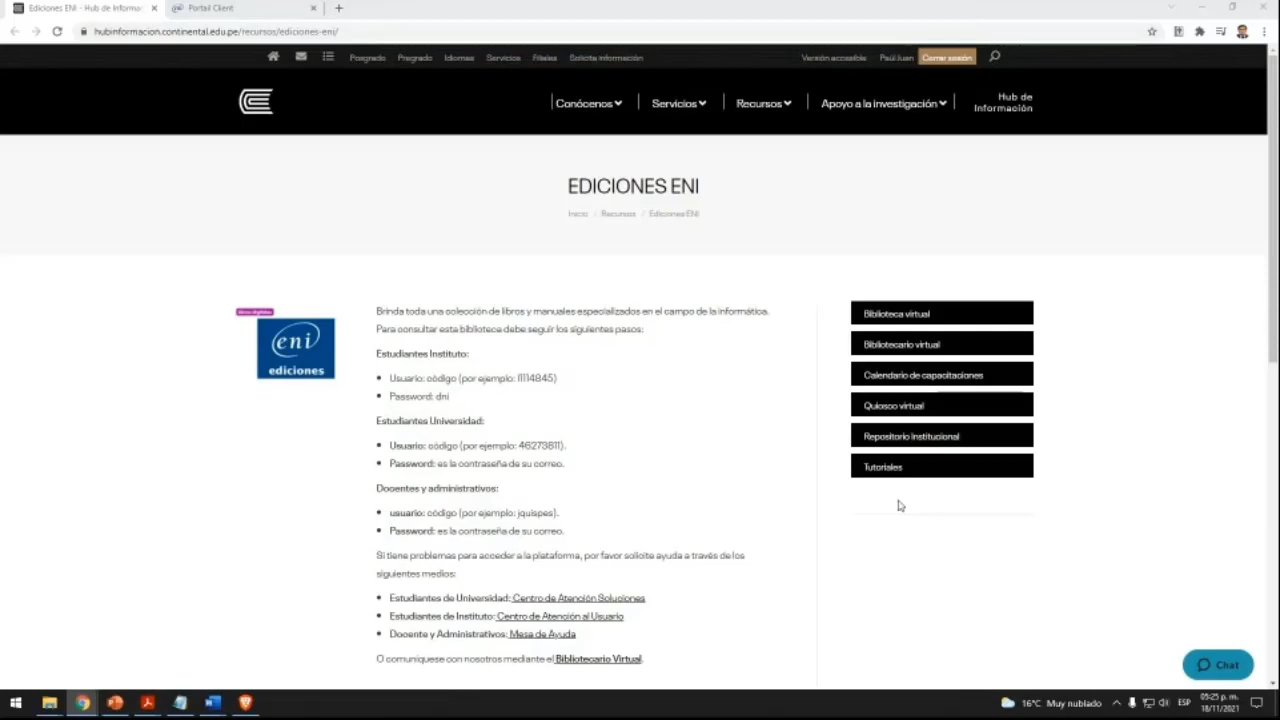 Ediciones ENI - Hub de Informa
Portail Client
hubinformacion.continental.edu.pe/recursos/ediciones-eni/
Posgrado Pregrado Idiomas Servicios Filiales Solicita información Versión accesible Paúl Juan Cerrar sesión
Conócenos Servicios Recursos Apoyo a la investigación Hub de
Información
EDICIONES ENI
Inicio / Recursos / Ediciones ENI
libros digitales
eni
ediciones
Brinda toda una colección de libros y manuales especializados en el campo de la informática.
Para consultar esta biblioteca debe seguir los siguientes pasos:
Estudiantes Instituto:
Usuario: código (por ejemplo: I1114845)
Password: dni
Estudiantes Universidad:
Usuario: código (por ejemplo: 46273811).
Password: es la contraseña de su correo.
Docentes y administrativos:
usuario: código (por ejemplo: jquispes).
Password: es la contraseña de su correo.
Si tiene problemas para acceder a la plataforma, por favor solicite ayuda a través de los
siguientes medios:
Estudiantes de Universidad: Centro de Atención Soluciones
Estudiantes de Instituto: Centro de Atención al Usuario
Docente y Administrativos: Mesa de Ayuda
O comuníquese con nosotros mediante el Bibliotecario Virtual.
Biblioteca virtual
Bibliotecario virtual
Calendario de capacitaciones
Quiosco virtual
Repositorio Institucional
Tutoriales
Chat
16°C Muy nublado
ESP
05:25 p. m.
18/11/2021